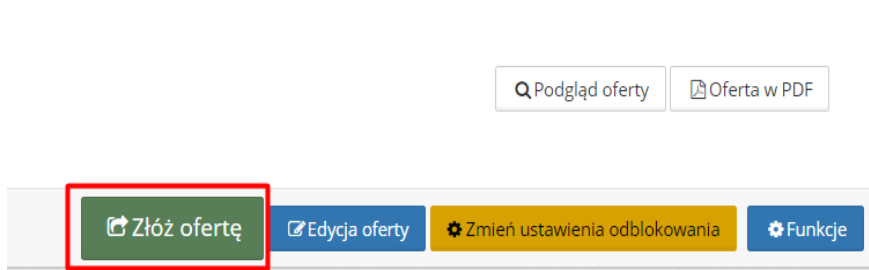 Podgląd oferty Oferta w PDF
Złóż ofertę Edycja oferty Zmień ustawienia odblokowania Funkcje